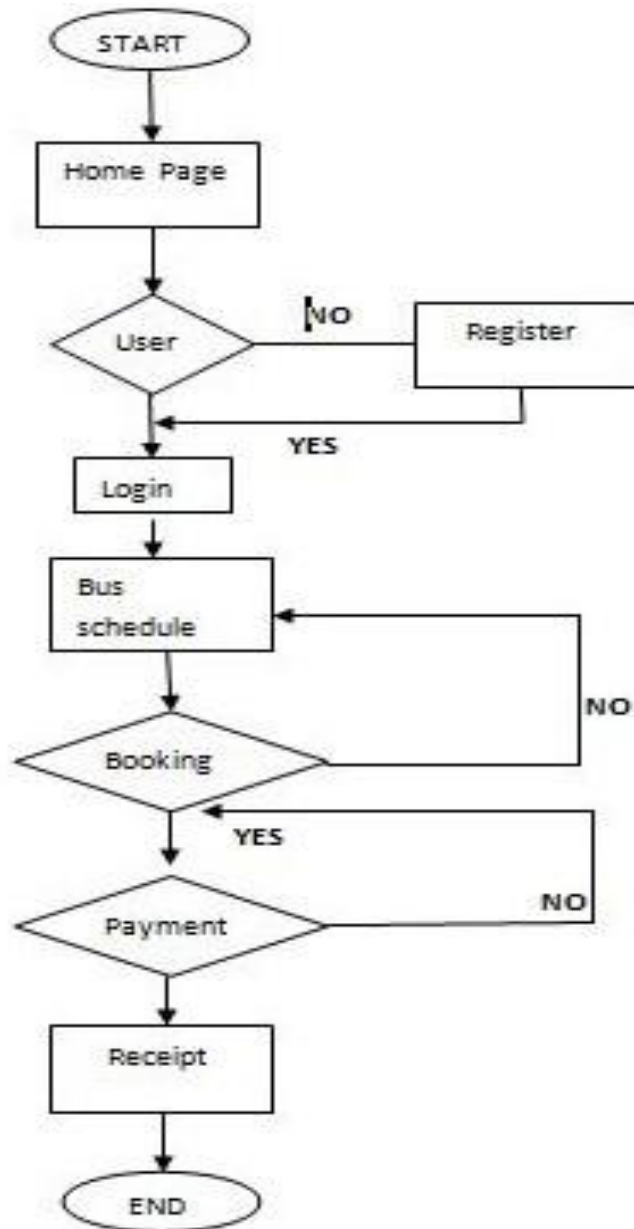 START
Home Page
User
NO
Register
YES
Login
Bus
schedule
NO
Booking
YES
NO
Payment
Receipt
END